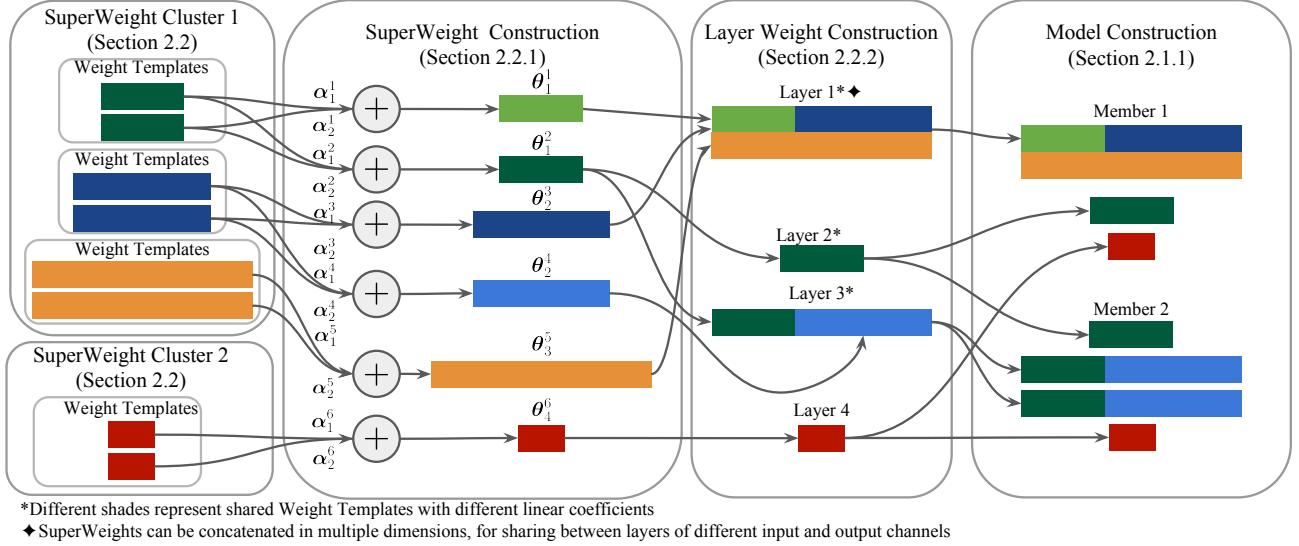 SuperWeight Cluster 1
(Section 2.2)
Weight Templates
Weight Templates
Weight Templates
SuperWeight Cluster 2
(Section 2.2)
Weight Templates
SuperWeight Construction
(Section 2.2.1)
α₁¹
α₂¹
α₁²
α₂²
α₁³
α₂³
α₁⁴
α₂⁴
α₁⁵
α₂⁵
α₁⁶
α₂⁶
+
+
+
+
+
+
θ₁¹
θ₁²
θ₂³
θ₂⁴
θ₃⁵
θ₄⁶
Layer Weight Construction
(Section 2.2.2)
Layer 1*✦
Layer 2*
Layer 3*
Layer 4
Model Construction
(Section 2.1.1)
Member 1
Member 2
*Different shades represent shared Weight Templates with different linear coefficients
✦SuperWeights can be concatenated in multiple dimensions, for sharing between layers of different input and output channels